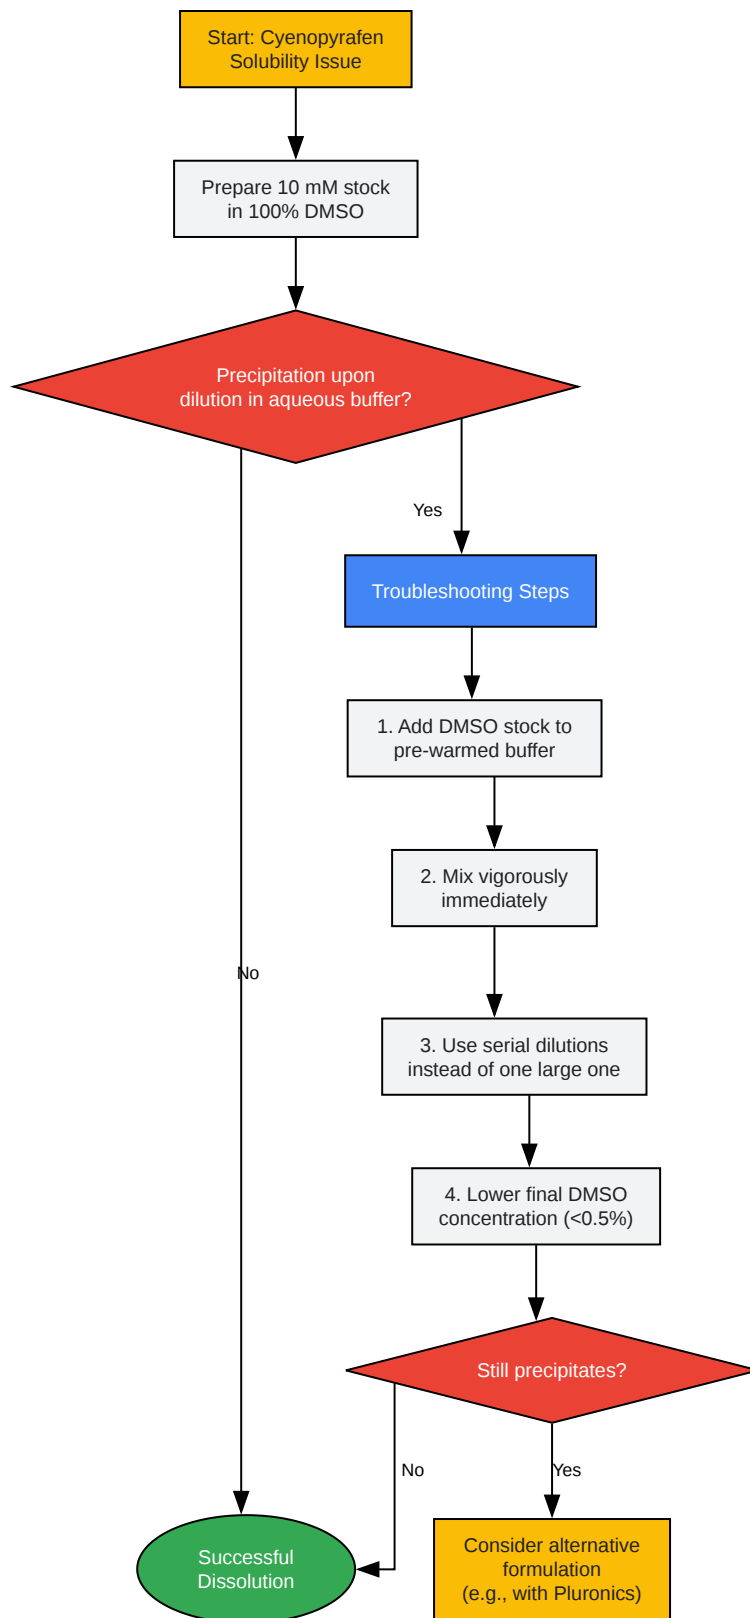 Start: Cyenopyrafen
Solubility Issue
Prepare 10 mM stock
in 100% DMSO
Precipitation upon
dilution in aqueous buffer?
Yes
Troubleshooting Steps
1. Add DMSO stock to
pre-warmed buffer
2. Mix vigorously
immediately
No
3. Use serial dilutions
instead of one large one
4. Lower final DMSO
concentration (<0.5%)
Still precipitates?
No
Yes
Successful
Dissolution
Consider alternative
formulation
(e.g., with Pluronics)